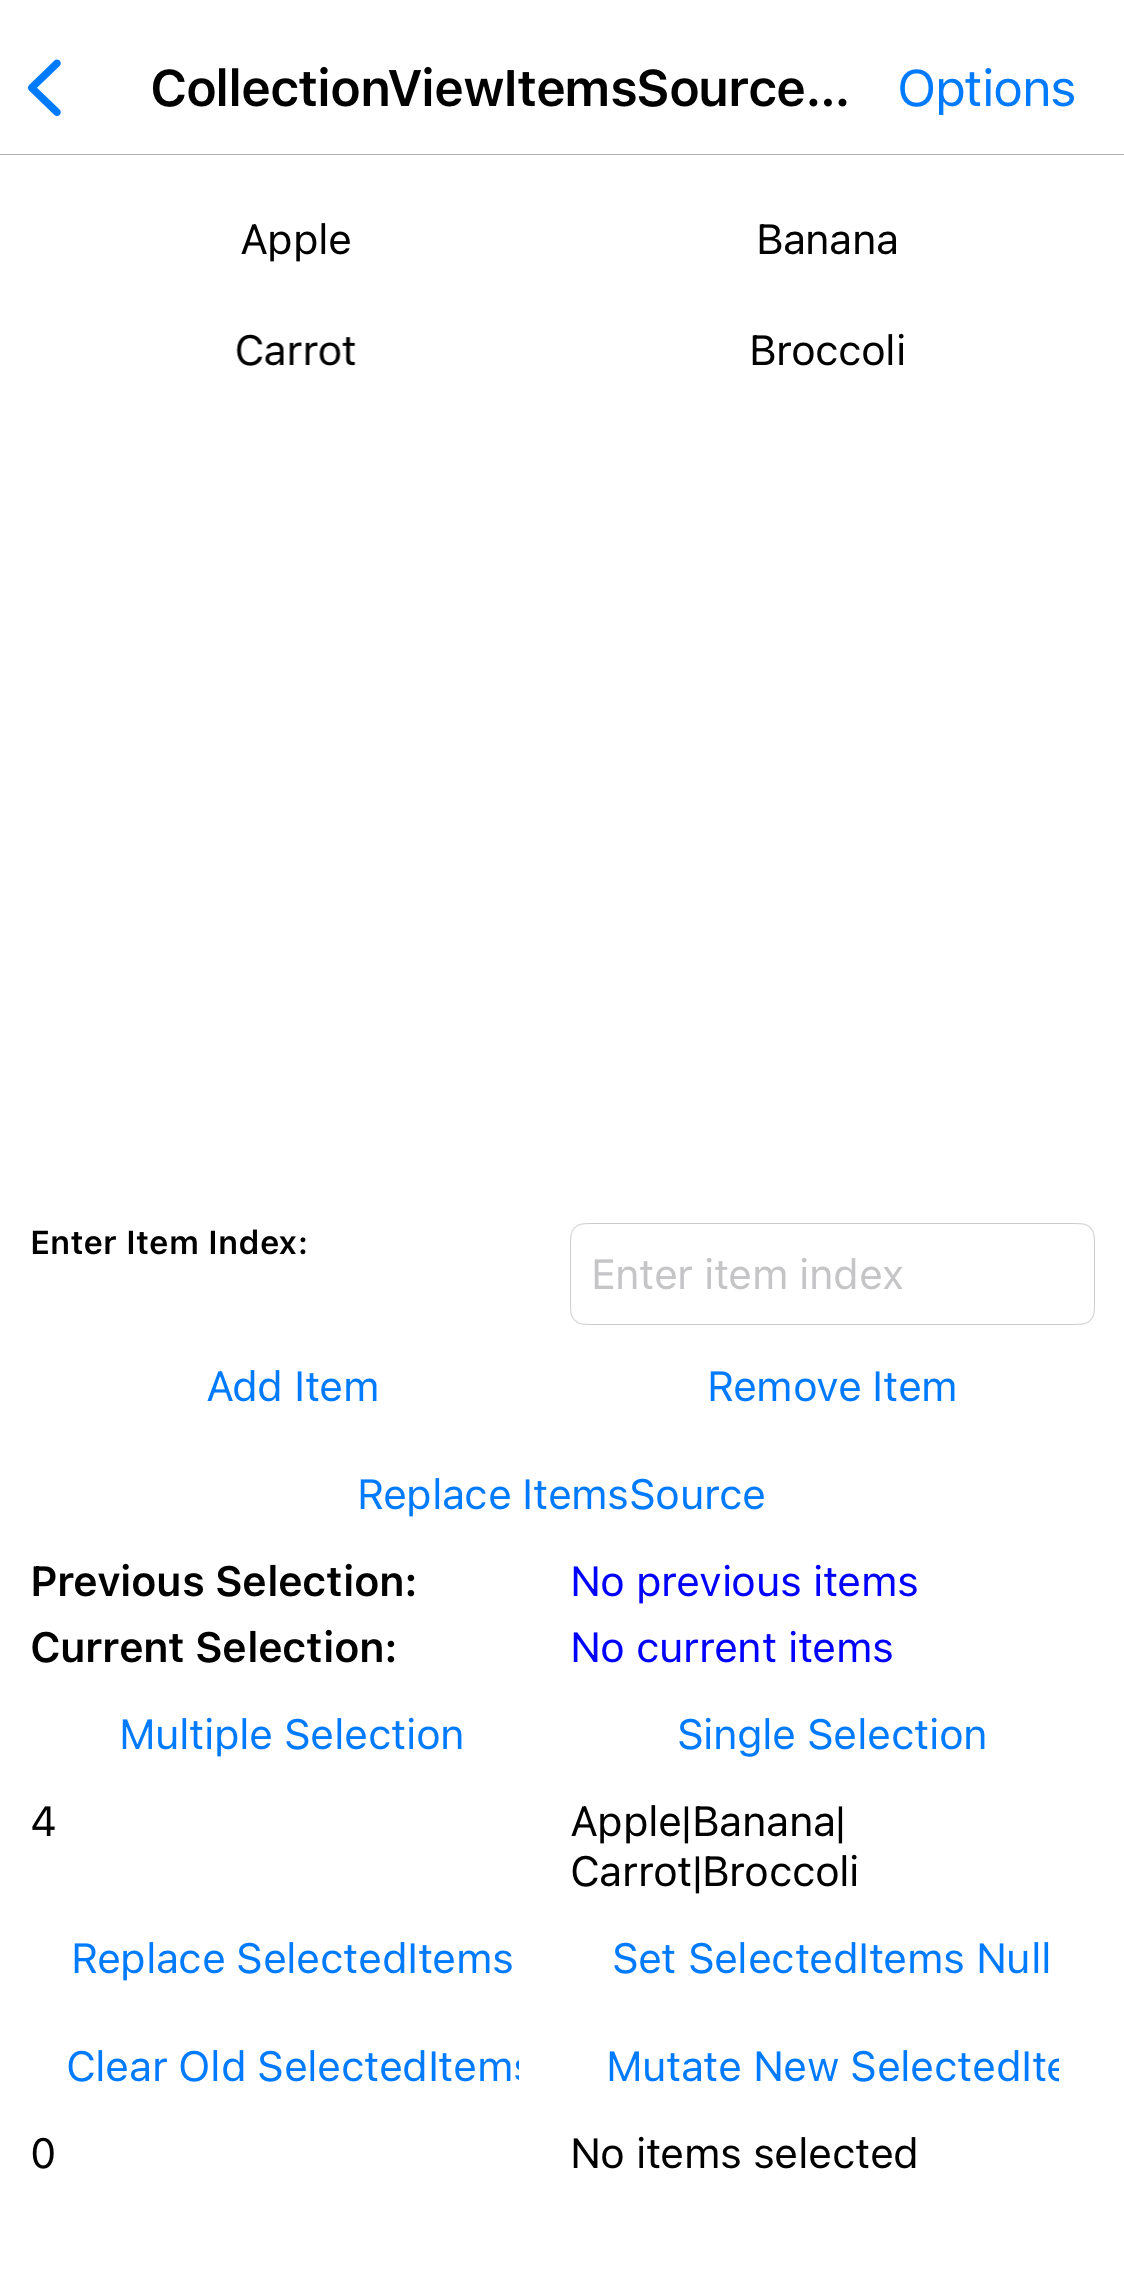 CollectionViewItemsSource...
Options
Apple
Banana
Carrot
Broccoli
Enter Item Index:
Enter item index
Add Item
Remove Item
Replace ItemsSource
Previous Selection:
No previous items
Current Selection:
No current items
Multiple Selection
Single Selection
4
Apple|Banana|
Carrot|Broccoli
Replace SelectedItems
Set SelectedItems Null
Clear Old SelectedItems
Mutate New SelectedIte
0
No items selected